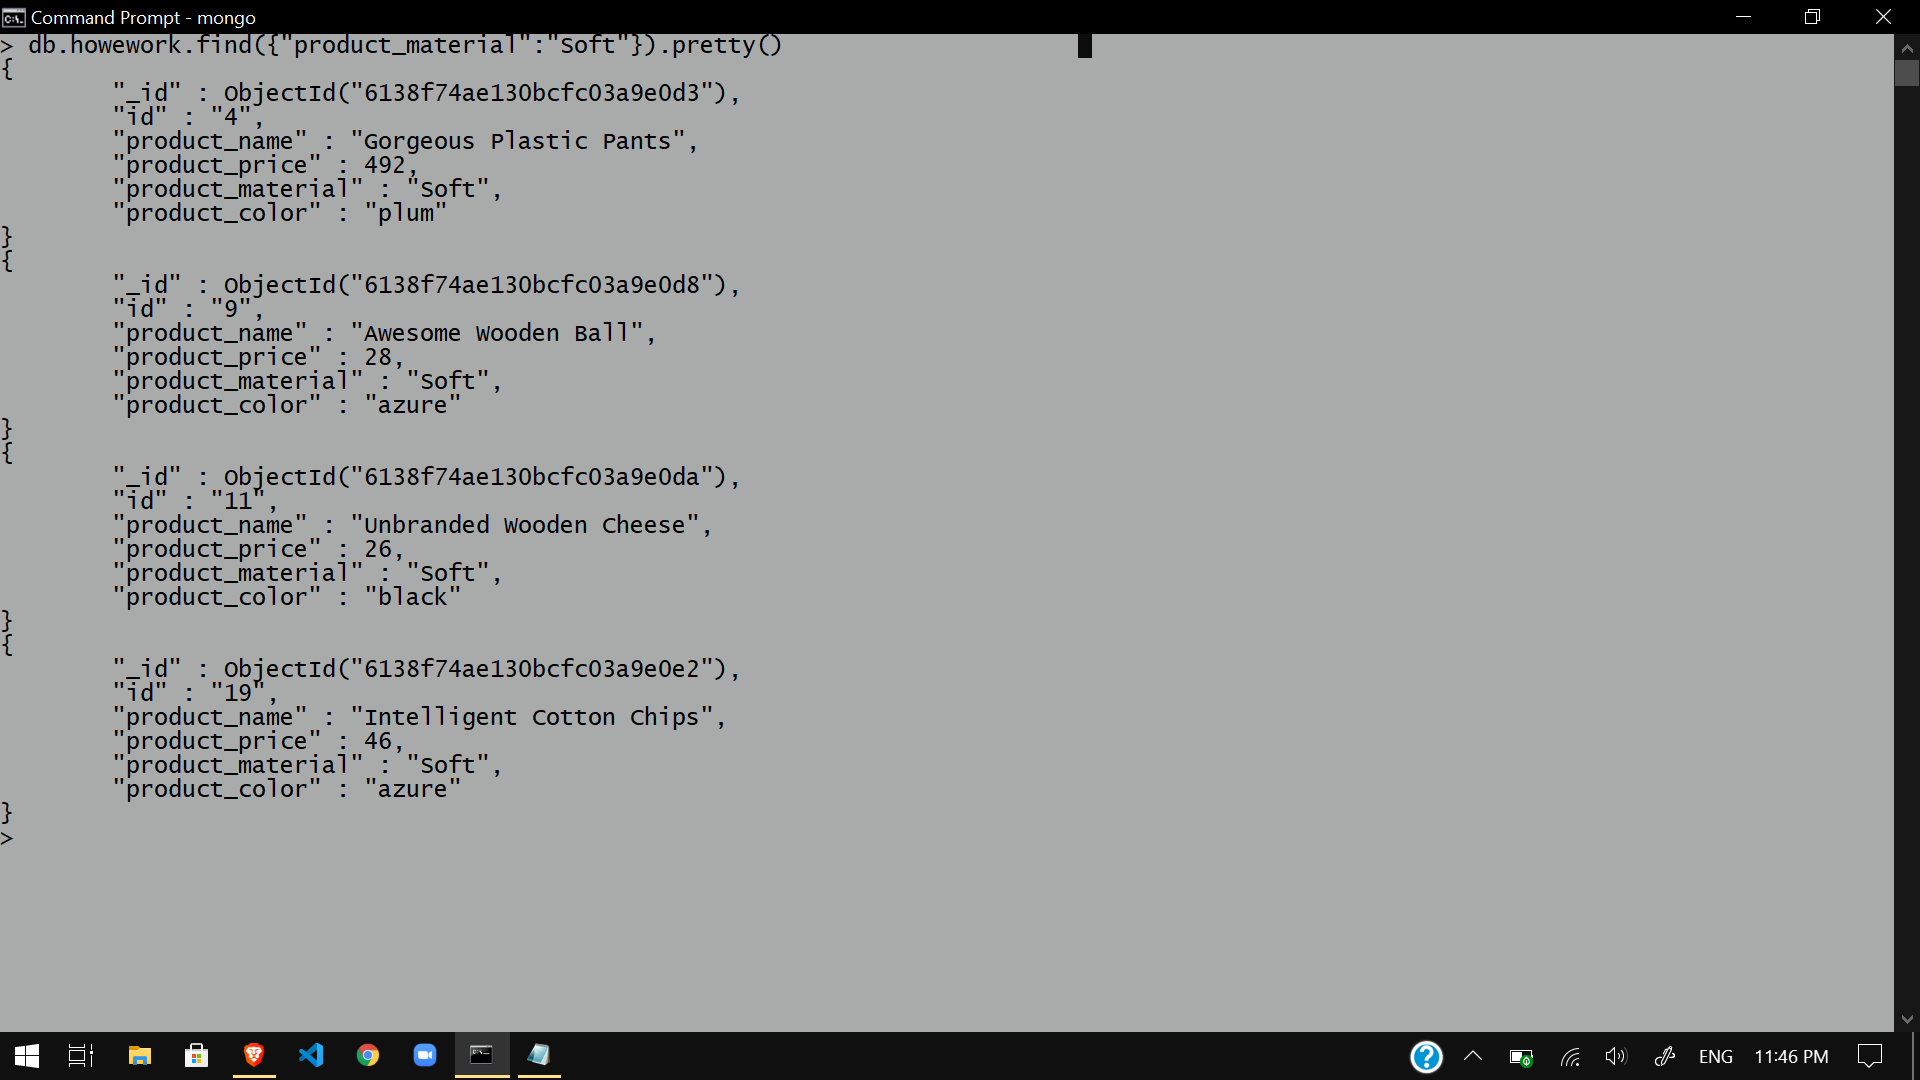 Command Prompt - mongo
> db.howework.find({"product_material":"Soft"}).pretty()
{
"_id" : ObjectId("6138f74ae130bcfc03a9e0d3"),
"id" : "4",
"product_name" : "Gorgeous Plastic Pants",
"product_price" : 492,
"product_material" : "Soft",
"product_color" : "plum"
}
{
"_id" : ObjectId("6138f74ae130bcfc03a9e0d8"),
"id" : "9",
"product_name" : "Awesome Wooden Ball",
"product_price" : 28,
"product_material" : "Soft",
"product_color" : "azure"
}
{
"_id" : ObjectId("6138f74ae130bcfc03a9e0da"),
"id" : "11",
"product_name" : "Unbranded Wooden Cheese",
"product_price" : 26,
"product_material" : "Soft",
"product_color" : "black"
}
{
"_id" : ObjectId("6138f74ae130bcfc03a9e0e2"),
"id" : "19",
"product_name" : "Intelligent Cotton Chips",
"product_price" : 46,
"product_material" : "Soft",
"product_color" : "azure"
}
>
ENG 11:46 PM